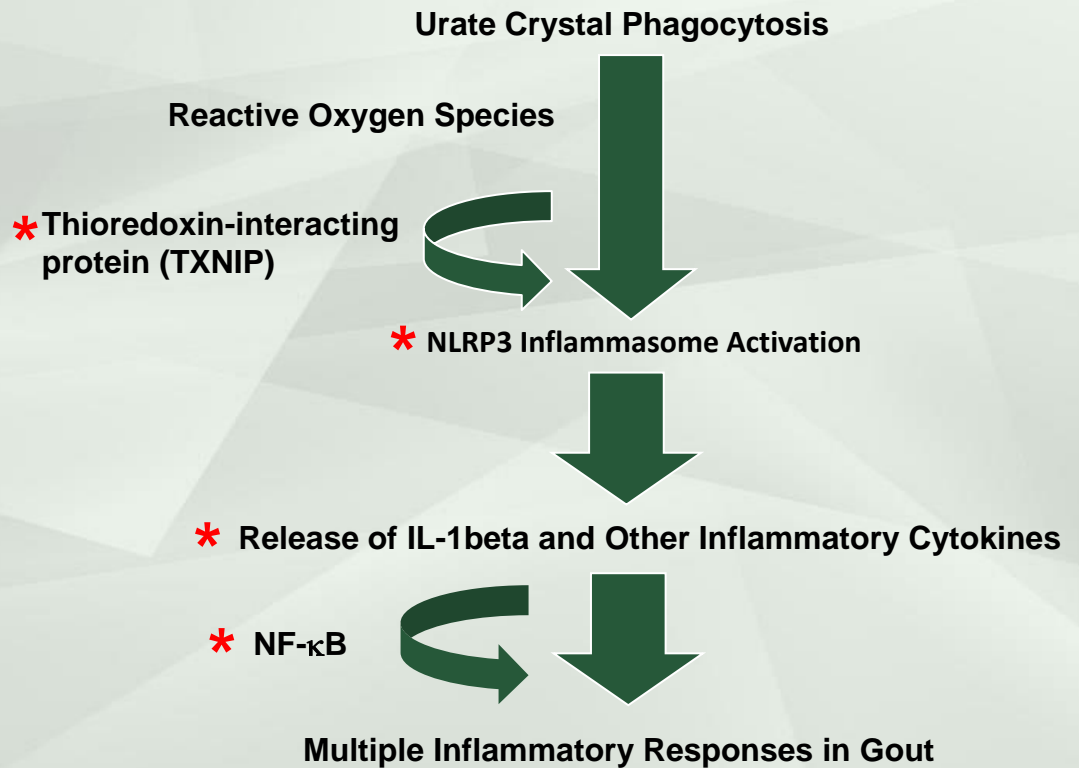 Urate Crystal Phagocytosis
Reactive Oxygen Species
* Thioredoxin-interacting
protein (TXNIP)
* NLRP3 Inflammasome Activation
* Release of IL-1beta and Other Inflammatory Cytokines
* NF-κB
Multiple Inflammatory Responses in Gout